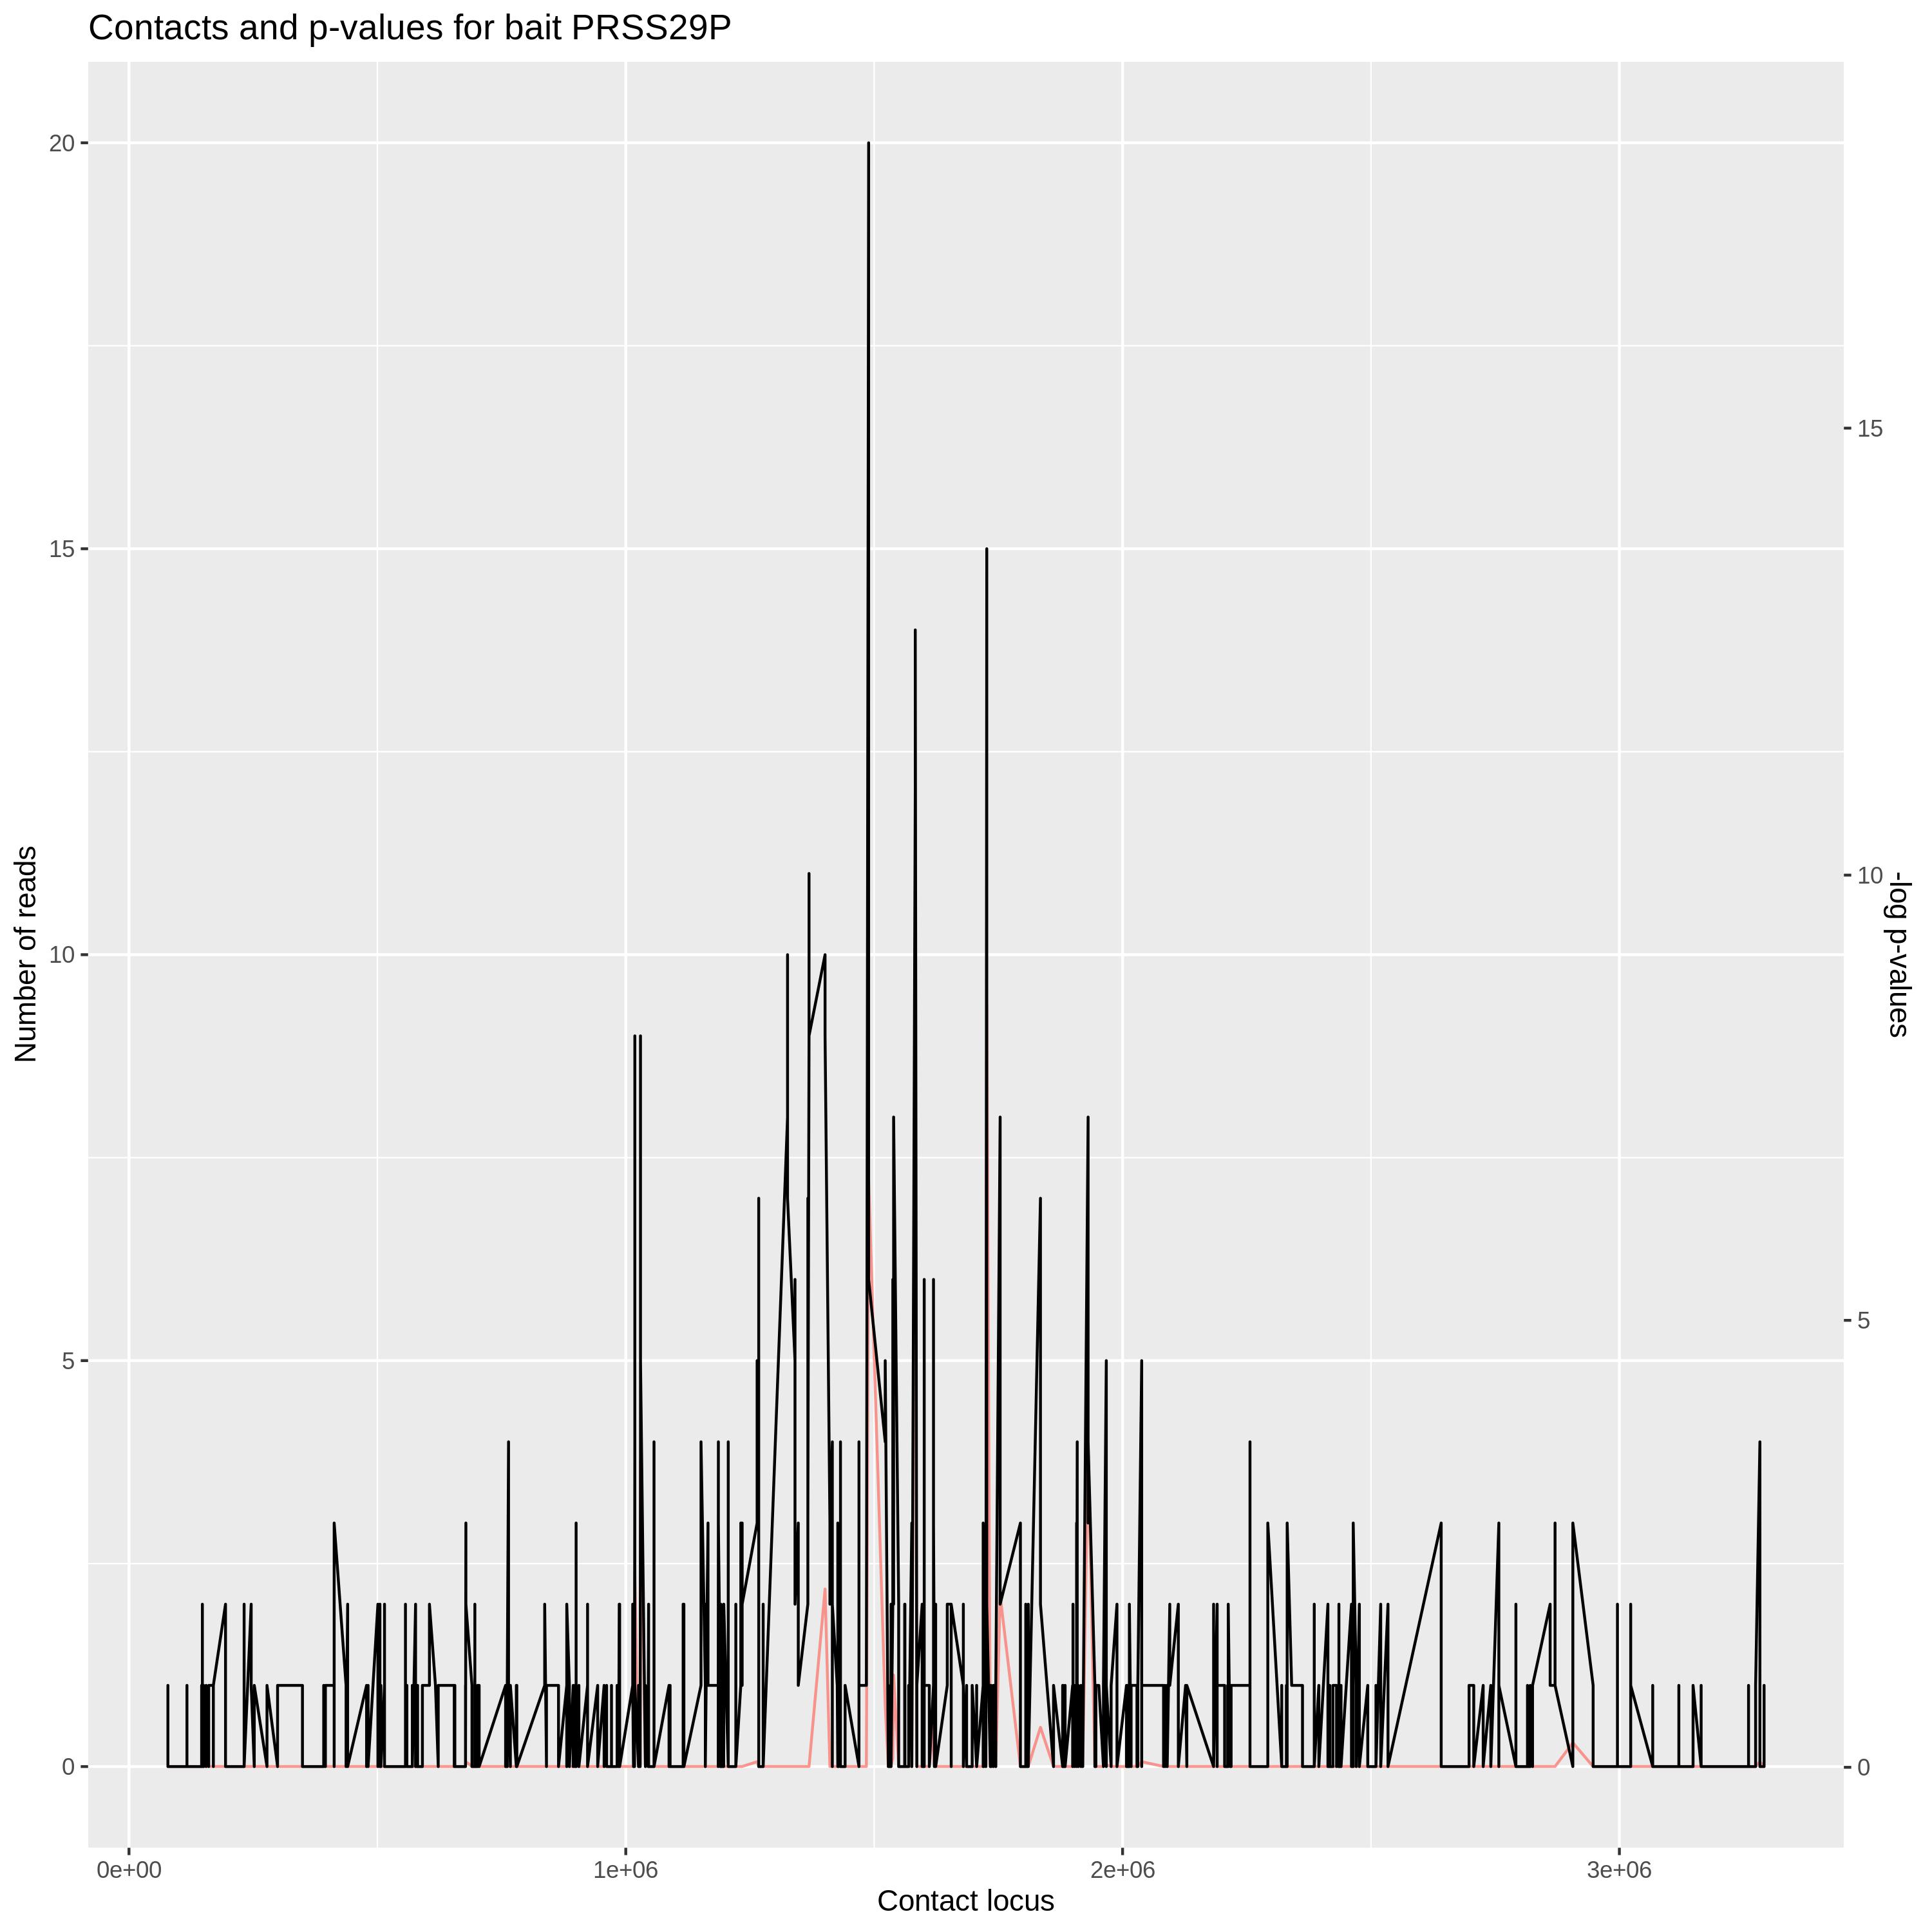 Contacts and p-values for bait PRSS29P
20
15
10
5
0
Number of reads
15
10
5
0
-log p-values
0e+00 1e+06 2e+06 3e+06
Contact locus